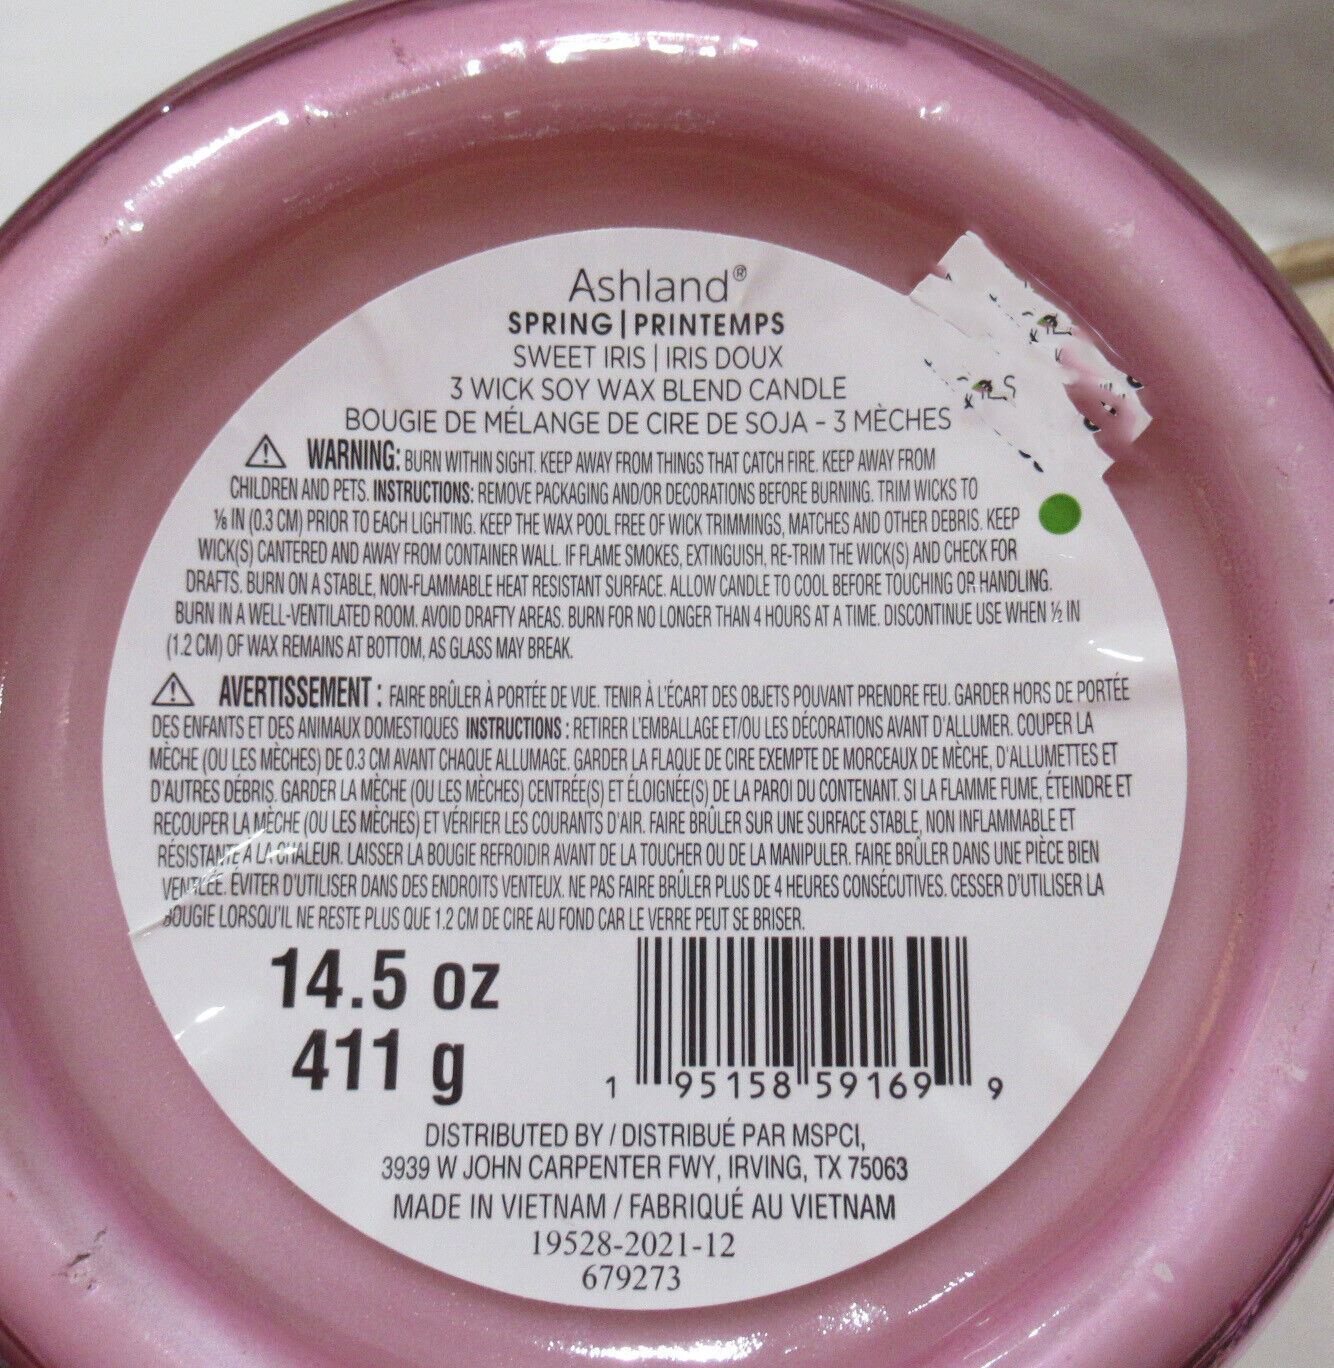 Ashland®
SPRING | PRINTEMPS
SWEET IRIS | IRIS DOUX
3 WICK SOY WAX BLEND CANDLE
BOUGIE DE MÉLANGE DE CIRE DE SOJA – 3 MÈCHES
WARNING: BURN WITHIN SIGHT. KEEP AWAY FROM THINGS THAT CATCH FIRE. KEEP AWAY FROM
CHILDREN AND PETS. INSTRUCTIONS: REMOVE PACKAGING AND/OR DECORATIONS BEFORE BURNING. TRIM WICKS TO
⅛ IN (0.3 CM) PRIOR TO EACH LIGHTING. KEEP THE WAX POOL FREE OF WICK TRIMMINGS, MATCHES AND OTHER DEBRIS. KEEP
WICK(S) CANTERED AND AWAY FROM CONTAINER WALL. IF FLAME SMOKES, EXTINGUISH, RE-TRIM THE WICK(S) AND CHECK FOR
DRAFTS. BURN ON A STABLE, NON-FLAMMABLE HEAT RESISTANT SURFACE. ALLOW CANDLE TO COOL BEFORE TOUCHING OR HANDLING.
BURN IN A WELL-VENTILATED ROOM. AVOID DRAFTY AREAS. BURN FOR NO LONGER THAN 4 HOURS AT A TIME. DISCONTINUE USE WHEN ½ IN
(1.2 CM) OF WAX REMAINS AT BOTTOM, AS GLASS MAY BREAK.
AVERTISSEMENT : FAIRE BRÛLER À PORTÉE DE VUE. TENIR À L'ÉCART DES OBJETS POUVANT PRENDRE FEU. GARDER HORS DE PORTÉE
DES ENFANTS ET DES ANIMAUX DOMESTIQUES INSTRUCTIONS : RETIRER L'EMBALLAGE ET/OU LES DÉCORATIONS AVANT D'ALLUMER. COUPER LA
MÈCHE (OU LES MÈCHES) DE 0.3 CM AVANT CHAQUE ALLUMAGE. GARDER LA FLAQUE DE CIRE EXEMPTE DE MORCEAUX DE MÈCHE, D'ALLUMETTES ET
D'AUTRES DÉBRIS. GARDER LA MÈCHE (OU LES MÈCHES) CENTRÉE(S) ET ÉLOIGNÉE(S) DE LA PAROI DU CONTENANT. SI LA FLAMME FUME, ÉTEINDRE ET
RECOUPER LA MÈCHE (OU LES MÈCHES) ET VÉRIFIER LES COURANTS D'AIR. FAIRE BRÛLER SUR UNE SURFACE STABLE, NON INFLAMMABLE ET
RÉSISTANTE À LA CHALEUR. LAISSER LA BOUGIE REFROIDIR AVANT DE LA TOUCHER OU DE LA MANIPULER. FAIRE BRÛLER DANS UNE PIÈCE BIEN
VENTILÉE. ÉVITER D'UTILISER DANS DES ENDROITS VENTEUX. NE PAS FAIRE BRÛLER PLUS DE 4 HEURES CONSÉCUTIVES. CESSER D'UTILISER LA
BOUGIE LORSQU'IL NE RESTE PLUS QUE 1.2 CM DE CIRE AU FOND CAR LE VERRE PEUT SE BRISER.
14.5 oz
411 g
1 95158 59169 9
DISTRIBUTED BY / DISTRIBUÉ PAR MSPCI,
3939 W JOHN CARPENTER FWY, IRVING, TX 75063
MADE IN VIETNAM / FABRIQUÉ AU VIETNAM
19528-2021-12
679273